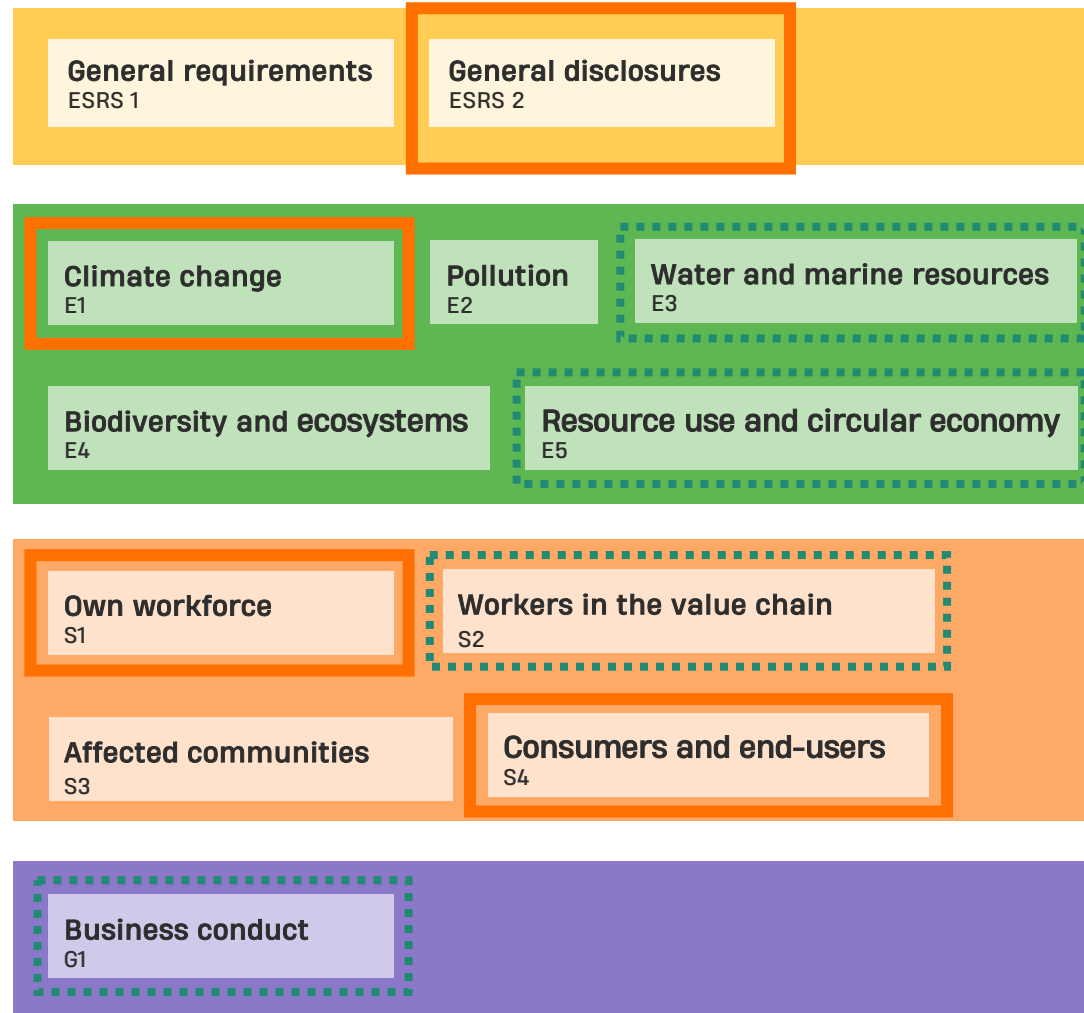 General requirements
ESRS 1
General disclosures
ESRS 2
Climate change
E1
Pollution
E2
Water and marine resources
E3
Biodiversity and ecosystems
E4
Resource use and circular economy
E5
Own workforce
S1
Workers in the value chain
S2
Affected communities
S3
Consumers and end-users
S4
Business conduct
G1